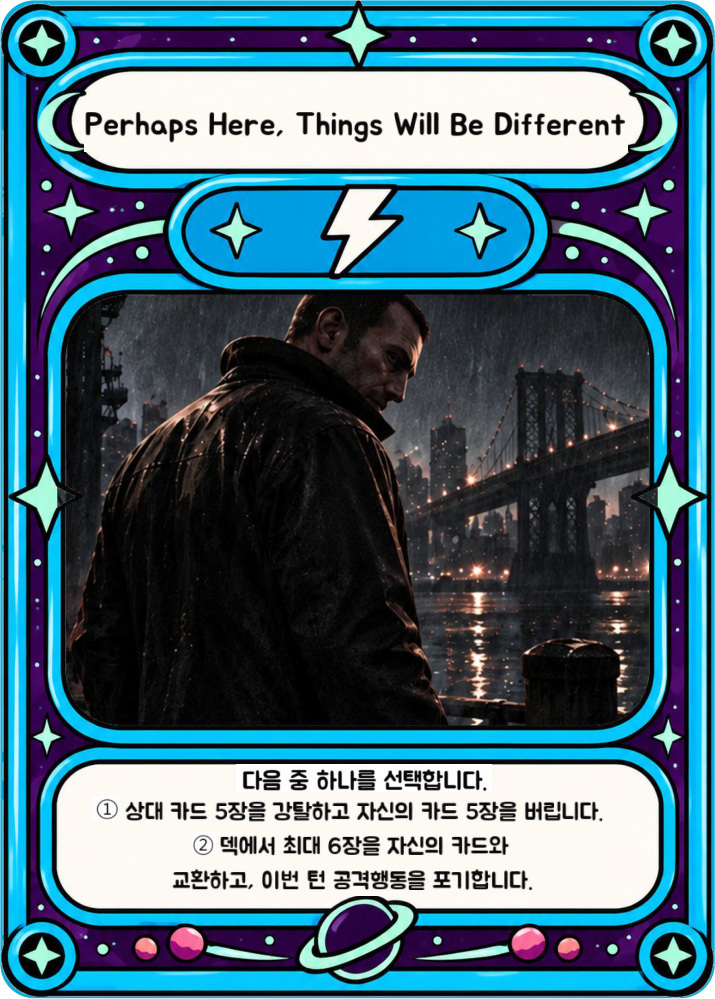 Perhaps Here, Things Will Be Different
다음 중 하나를 선택합니다.
① 상대 카드 5장을 강탈하고 자신의 카드 5장을 버립니다.
② 덱에서 최대 6장을 자신의 카드와
교환하고, 이번 턴 공격행동을 포기합니다.